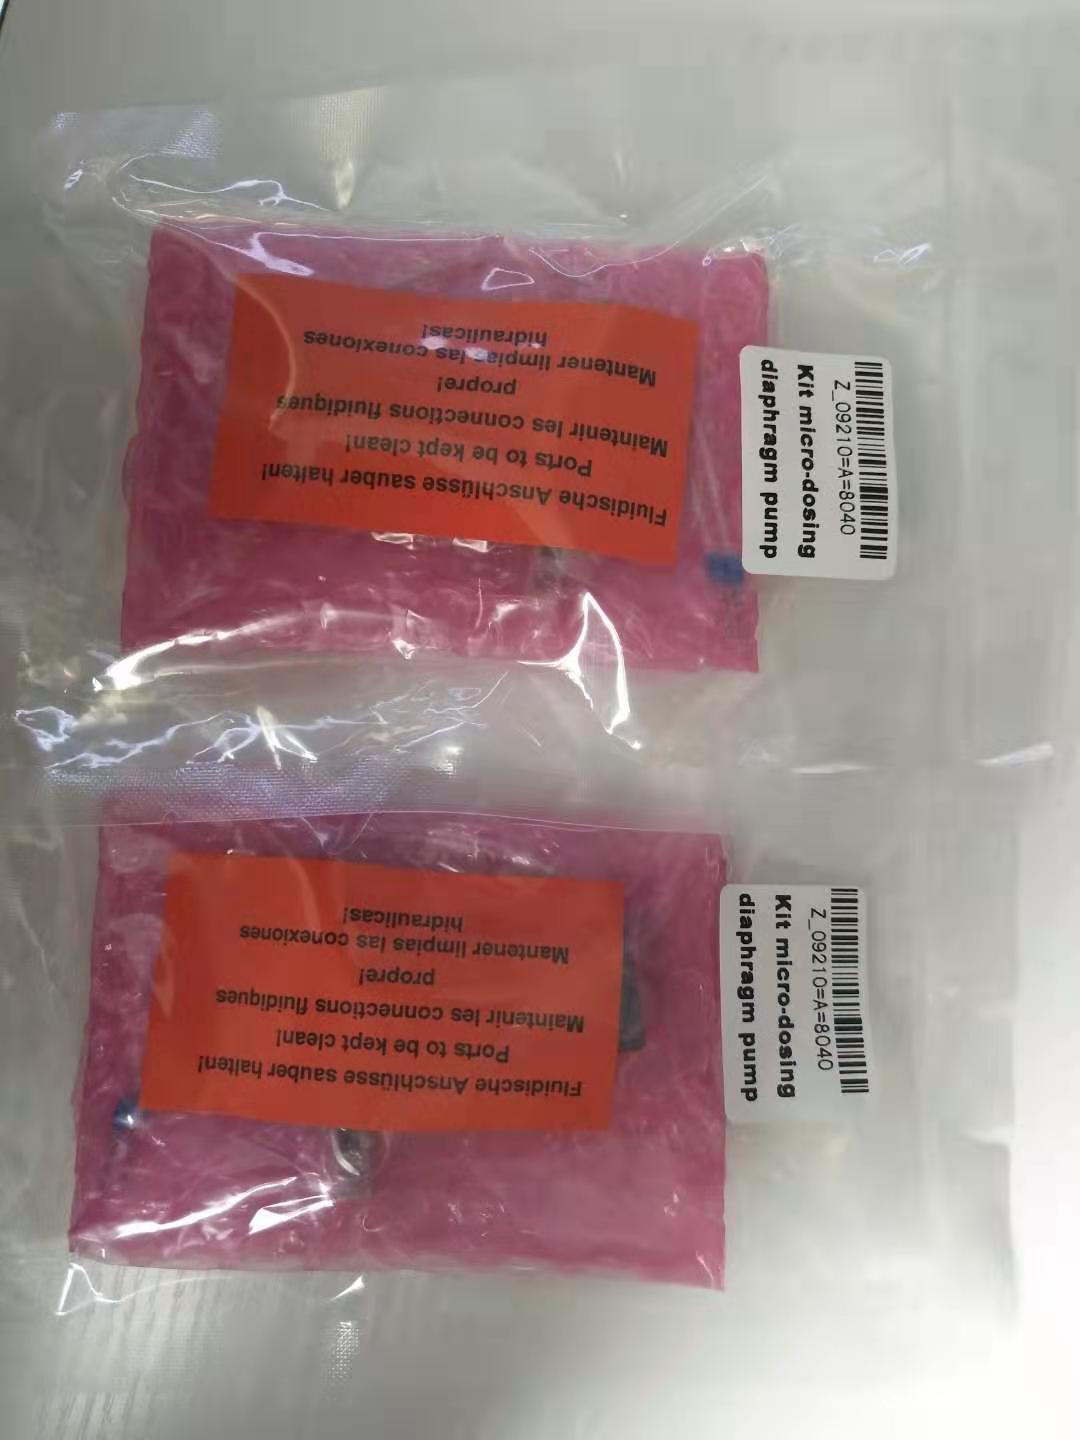 Fluidische Anschlüsse sauber halten!
Ports to be kept clean!
Maintenir les connections fluidiques
propre!
Mantener limpias las conexiones
hidraulicas!
Z_09210=A=8040
Kit micro-dosing
diaphragm pump
Fluidische Anschlüsse sauber halten!
Ports to be kept clean!
Maintenir les connections fluidiques
propre!
Mantener limpias las conexiones
hidraulicas!
Z_09210=A=8040
Kit micro-dosing
diaphragm pump